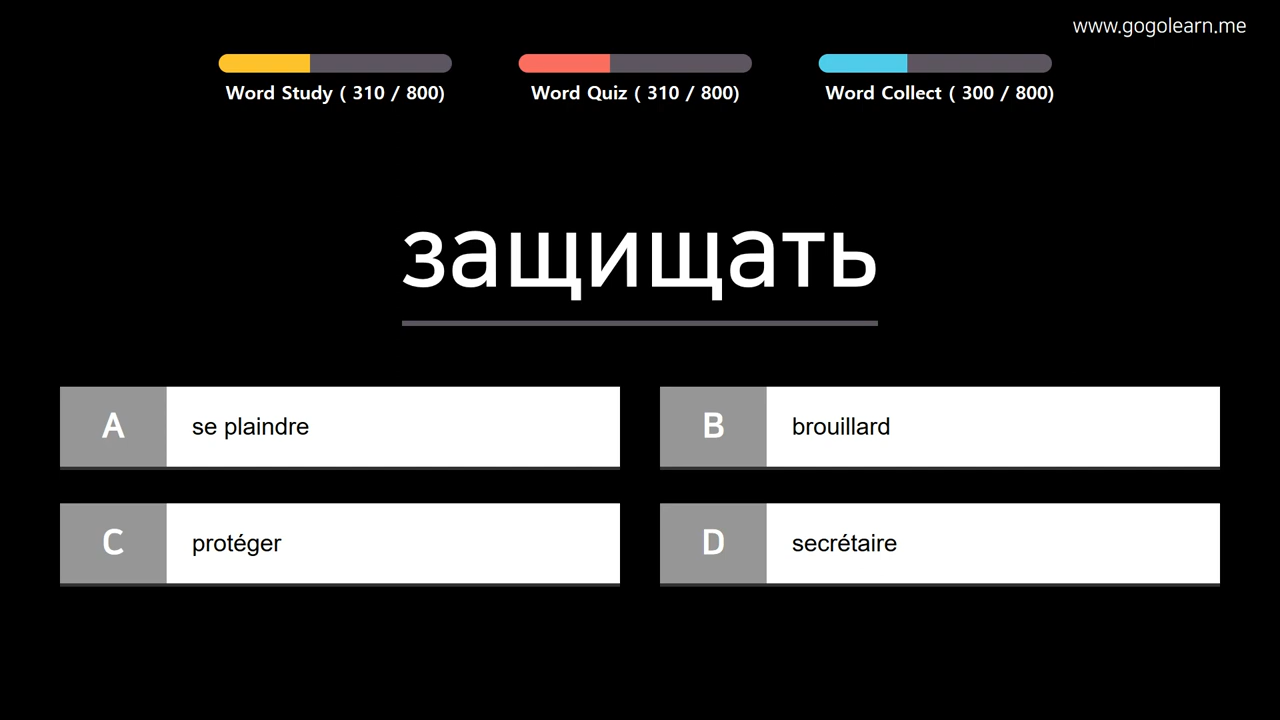 www.gogolearn.me
Word Study ( 310 / 800)
Word Quiz ( 310 / 800)
Word Collect ( 300 / 800)
защищать
A se plaindre
B brouillard
C protéger
D secrétaire